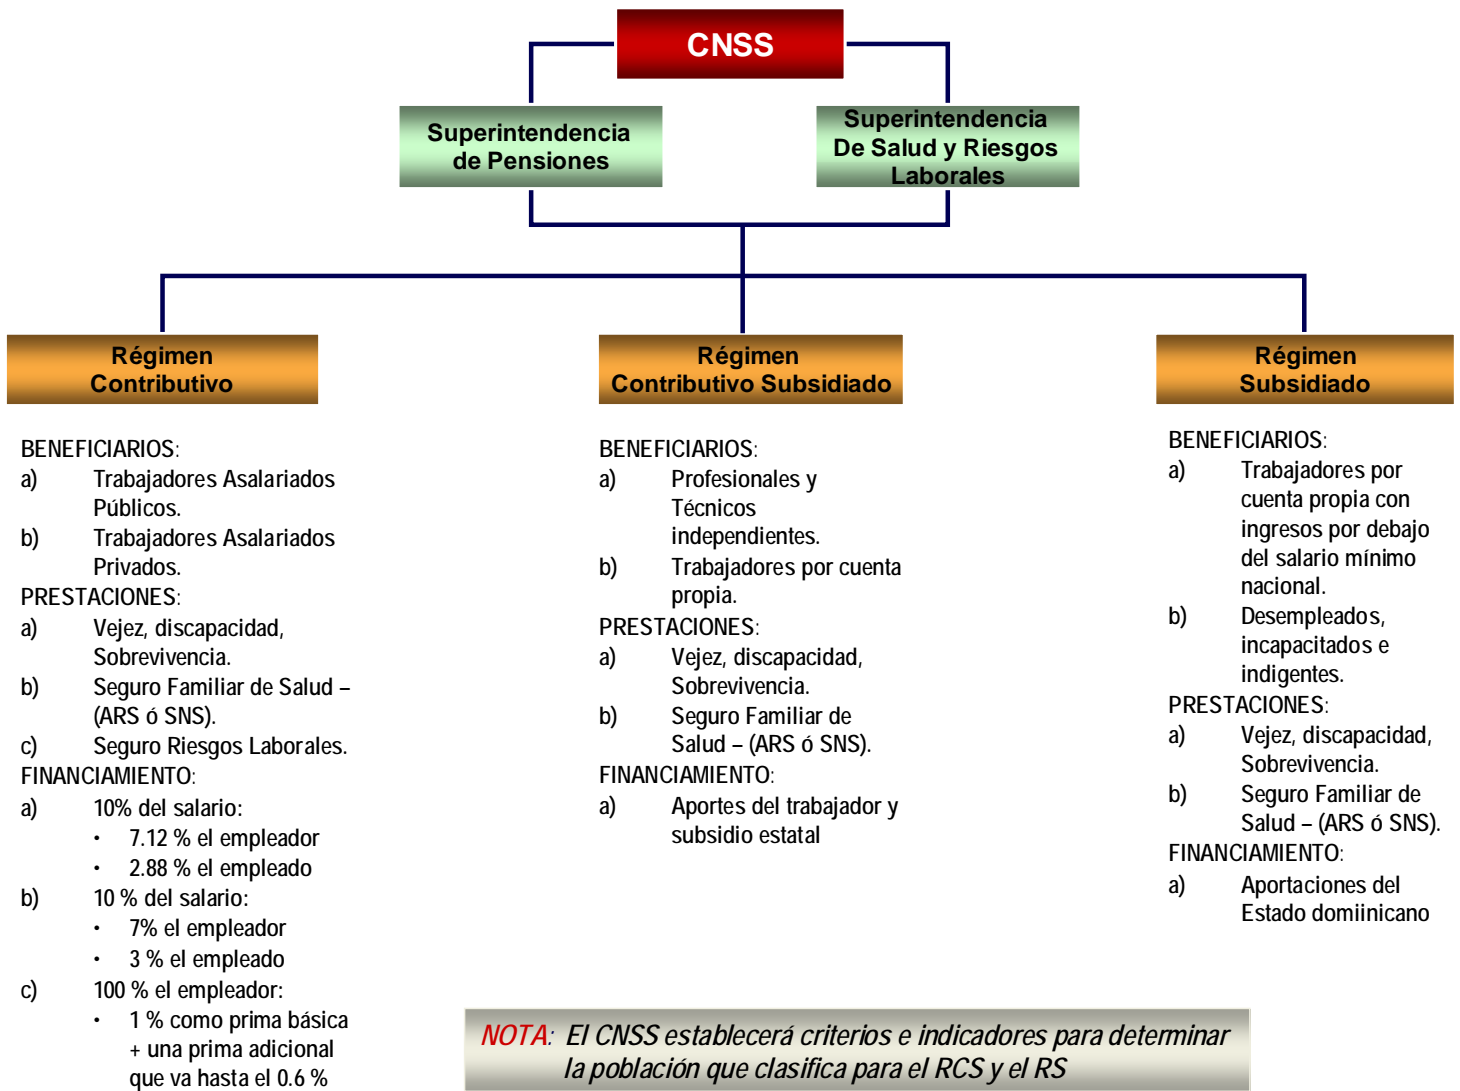 CNSS
Superintendencia
de Pensiones
Superintendencia
De Salud y Riesgos
Laborales
Régimen
Contributivo
BENEFICIARIOS:
a) Trabajadores Asalariados
Públicos.
b) Trabajadores Asalariados
Privados.
PRESTACIONES:
a) Vejez, discapacidad,
Sobrevivencia.
b) Seguro Familiar de Salud –
(ARS ó SNS).
c) Seguro Riesgos Laborales.
FINANCIAMIENTO:
a) 10% del salario:
• 7.12 % el empleador
• 2.88 % el empleado
b) 10 % del salario:
• 7% el empleador
• 3 % el empleado
c) 100 % el empleador:
• 1 % como prima básica
+ una prima adicional
que va hasta el 0.6 %
Régimen
Contributivo Subsidiado
BENEFICIARIOS:
a) Profesionales y
Técnicos
independientes.
b) Trabajadores por cuenta
propia.
PRESTACIONES:
a) Vejez, discapacidad,
Sobrevivencia.
b) Seguro Familiar de
Salud – (ARS ó SNS).
FINANCIAMIENTO:
a) Aportes del trabajador y
subsidio estatal
Régimen
Subsidiado
BENEFICIARIOS:
a) Trabajadores por
cuenta propia con
ingresos por debajo
del salario mínimo
nacional.
b) Desempleados,
incapacitados e
indigentes.
PRESTACIONES:
a) Vejez, discapacidad,
Sobrevivencia.
b) Seguro Familiar de
Salud – (ARS ó SNS).
FINANCIAMIENTO:
a) Aportaciones del
Estado domiinicano
NOTA: El CNSS establecerá criterios e indicadores para determinar
la población que clasifica para el RCS y el RS